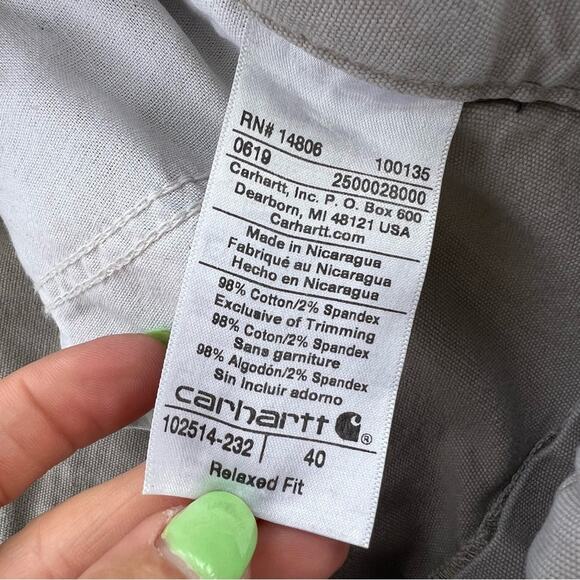 RN# 14806 100135
0619 2500028000
Carhartt, Inc. P. O. Box 600
Dearborn, MI 48121 USA
Carhartt.com
Made in Nicaragua
Fabriqué au Nicaragua
Hecho en Nicaragua
98% Cotton/2% Spandex
Exclusive of Trimming
98% Coton/2% Spandex
Sans garniture
98% Algodón/2% Spandex
Sin Incluir adorno
carhartt ®
102514-232 40
Relaxed Fit